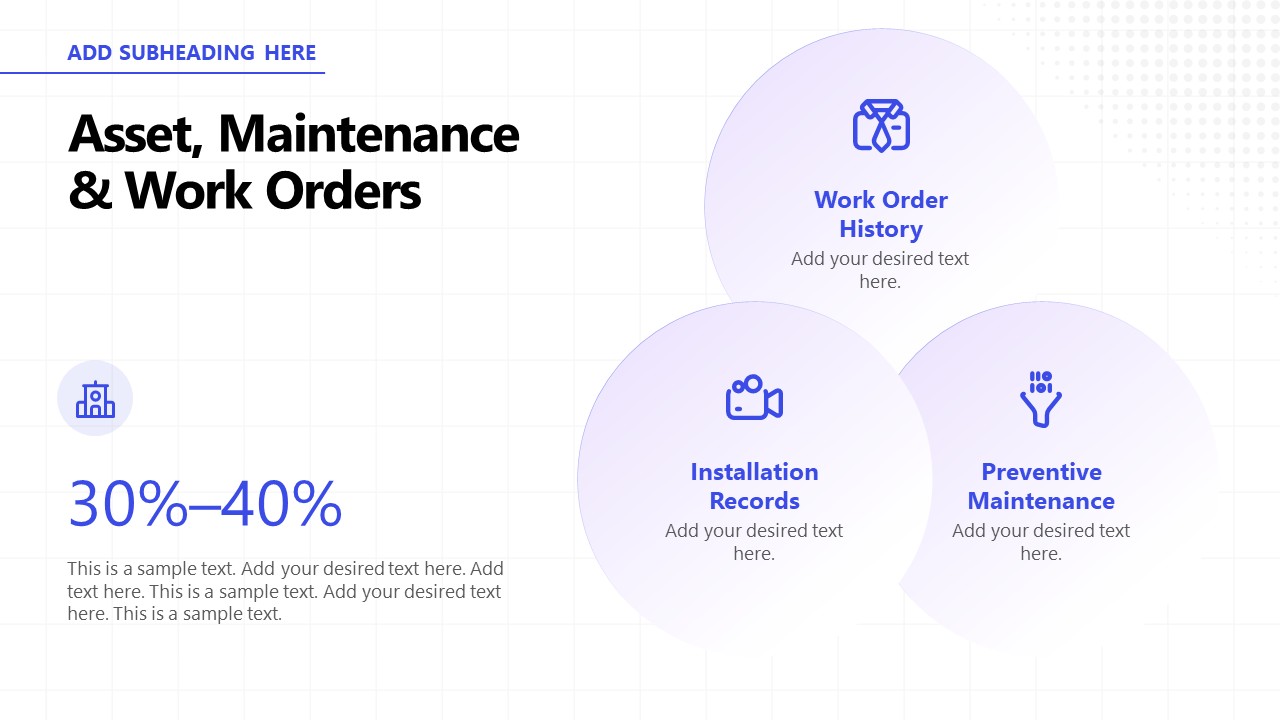 ADD SUBHEADING HERE
Asset, Maintenance
& Work Orders
30%–40%
This is a sample text. Add your desired text here. Add
text here. This is a sample text. Add your desired text
here. This is a sample text.
Work Order
History
Add your desired text
here.
Installation
Records
Add your desired text
here.
Preventive
Maintenance
Add your desired text
here.